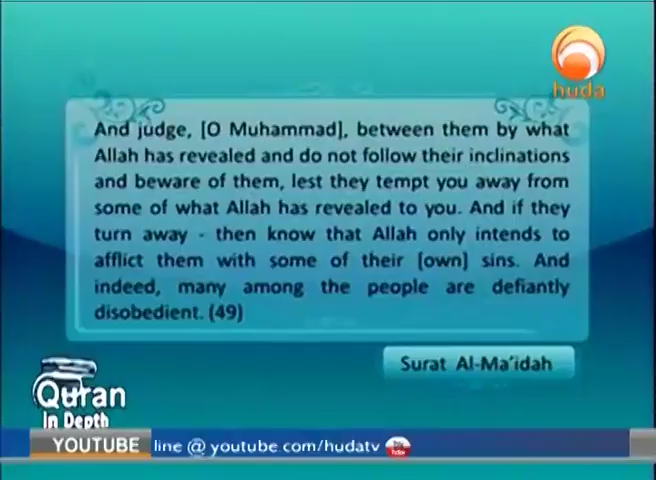 huda
And judge, [O Muhammad], between them by what
Allah has revealed and do not follow their inclinations
and beware of them, lest they tempt you away from
some of what Allah has revealed to you. And if they
turn away - then know that Allah only intends to
afflict them with some of their [own] sins. And
indeed, many among the people are defiantly
disobedient. (49)
Surat Al-Ma'idah
Quran
In Depth
YOUTUBE line @ youtube.com/hudatv